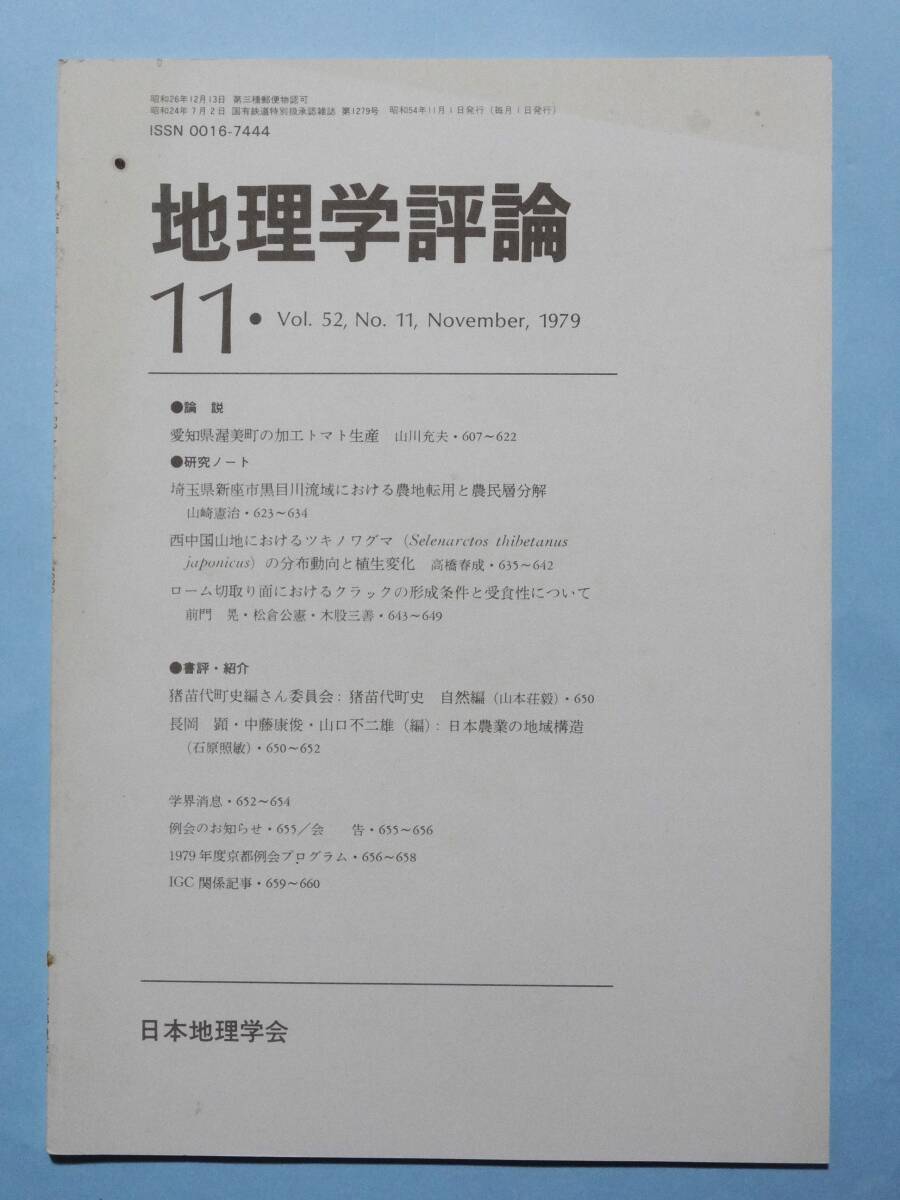 昭和26年12月13日 第三種郵便物認可
昭和24年7月2日 国有鉄道特別扱承認雑誌 第1279号 昭和54年11月1日発行(毎月1日発行)
ISSN 0016-7444
地理学評論
11• Vol. 52, No. 11, November, 1979
●論 説
愛知県渥美町の加工トマト生産 山川充夫・607〜622
●研究ノート
埼玉県新座市黒目川流域における農地転用と農民層分解
山崎憲治・623〜634
西中国山地におけるツキノワグマ(Selenarctos thibetanus
japonicus)の分布動向と植生変化 高橋春成・635〜642
ローム切取り面におけるクラックの形成条件と受食性について
前門 晃・松倉公憲・木股三善・643〜649
●書評・紹介
猪苗代町史編さん委員会: 猪苗代町史 自然編(山本荘毅)・650
長岡 顕・中藤康俊・山口不二雄(編): 日本農業の地域構造
(石原照敏)・650〜652
学界消息・652〜654
例会のお知らせ・655/会 告・655〜656
1979年度京都例会プログラム・656〜658
IGC 関係記事・659〜660
日本地理学会